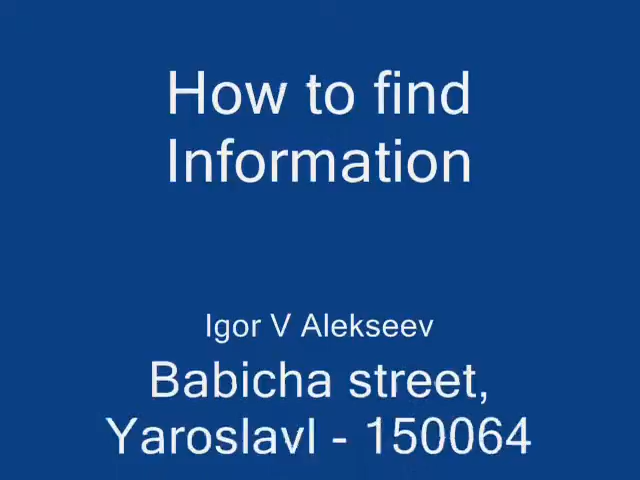 How to find
Information
Igor V Alekseev
Babicha street,
Yaroslavl - 150064